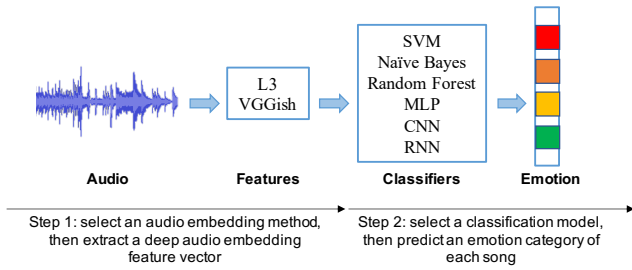 L3
VGGish
SVM
Naïve Bayes
Random Forest
MLP
CNN
RNN
Audio
Features
Classifiers
Emotion
Step 1: select an audio embedding method,
then extract a deep audio embedding
feature vector
Step 2: select a classification model,
then predict an emotion category of
each song